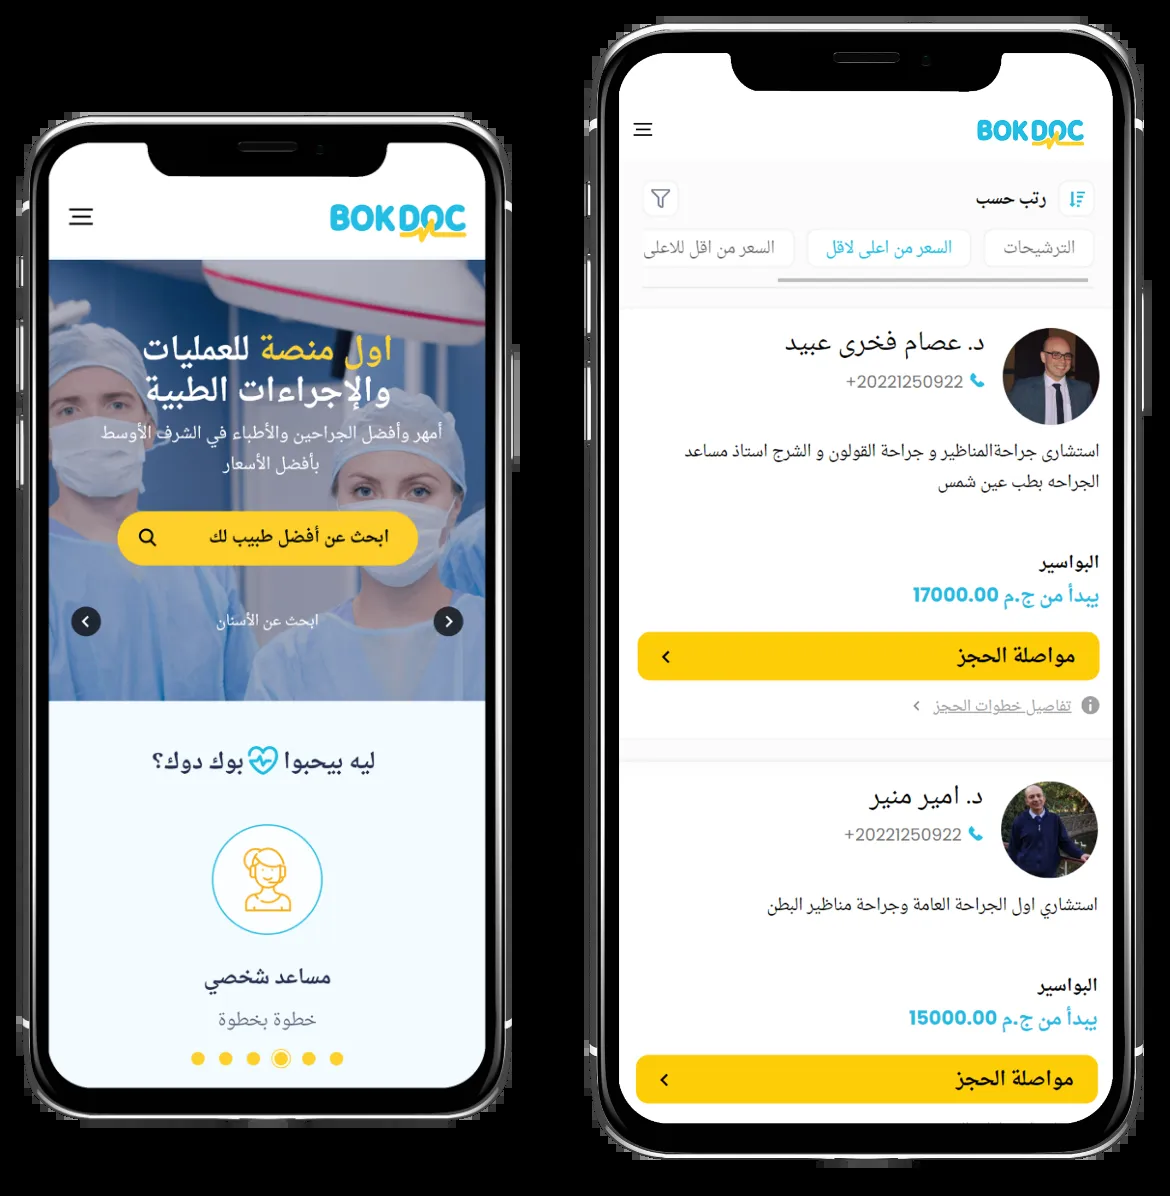 BOKDOC
اول منصة للعمليات
والإجراءات الطبية
أمهر وأفضل الجراحين والأطباء في الشرف الأوسط
بأفضل الأسعار
ابحث عن أفضل طبيب لك
ابحث عن الأسنان
ليه بيحبوا بوك دوك؟
مساعد شخصي
خطوة بخطوة
BOKDOC
رتب حسب
الترشيحات
السعر من اعلى لاقل
السعر من اقل للاعلى
د. عصام فخرى عبيد
+20221250922
استشارى جراحةالمناظير و جراحة القولون و الشرج استاذ مساعد
الجراحه بطب عين شمس
البواسير
يبدأ من ج.م 17000.00
مواصلة الحجز
تفاصيل خطوات الحجز
د. امير منير
+20221250922
استشاري اول الجراحة العامة وجراحة مناظير البطن
البواسير
يبدأ من ج.م 15000.00
مواصلة الحجز